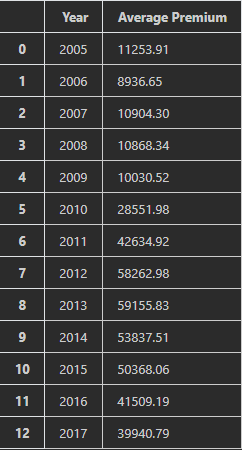 Year Average Premium
0 2005 11253.91
1 2006 8936.65
2 2007 10904.30
3 2008 10868.34
4 2009 10030.52
5 2010 28551.98
6 2011 42634.92
7 2012 58262.98
8 2013 59155.83
9 2014 53837.51
10 2015 50368.06
11 2016 41509.19
12 2017 39940.79